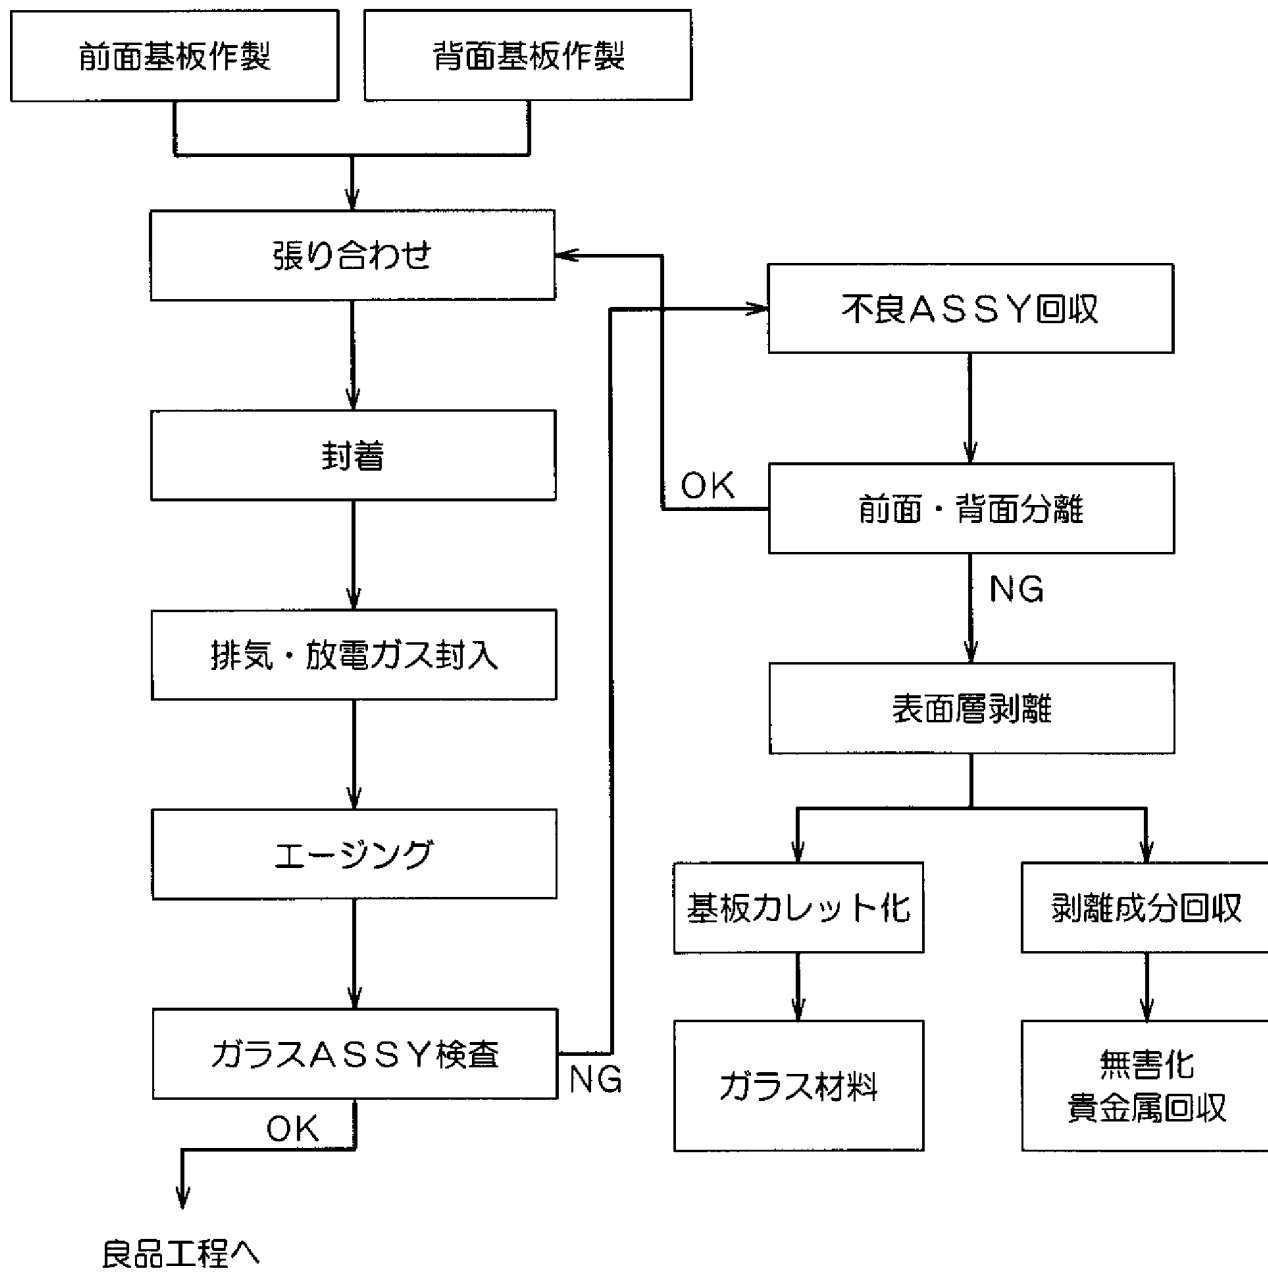 前面基板作製
背面基板作製
張り合わせ
不良ＡＳＳＹ回収
封着
OK
前面・背面分離
NG
排気・放電ガス封入
表面層剥離
エージング
基板カレット化
剥離成分回収
ガラスＡＳＳＹ検査
NG
ガラス材料
無害化
貴金属回収
OK
良品工程へ